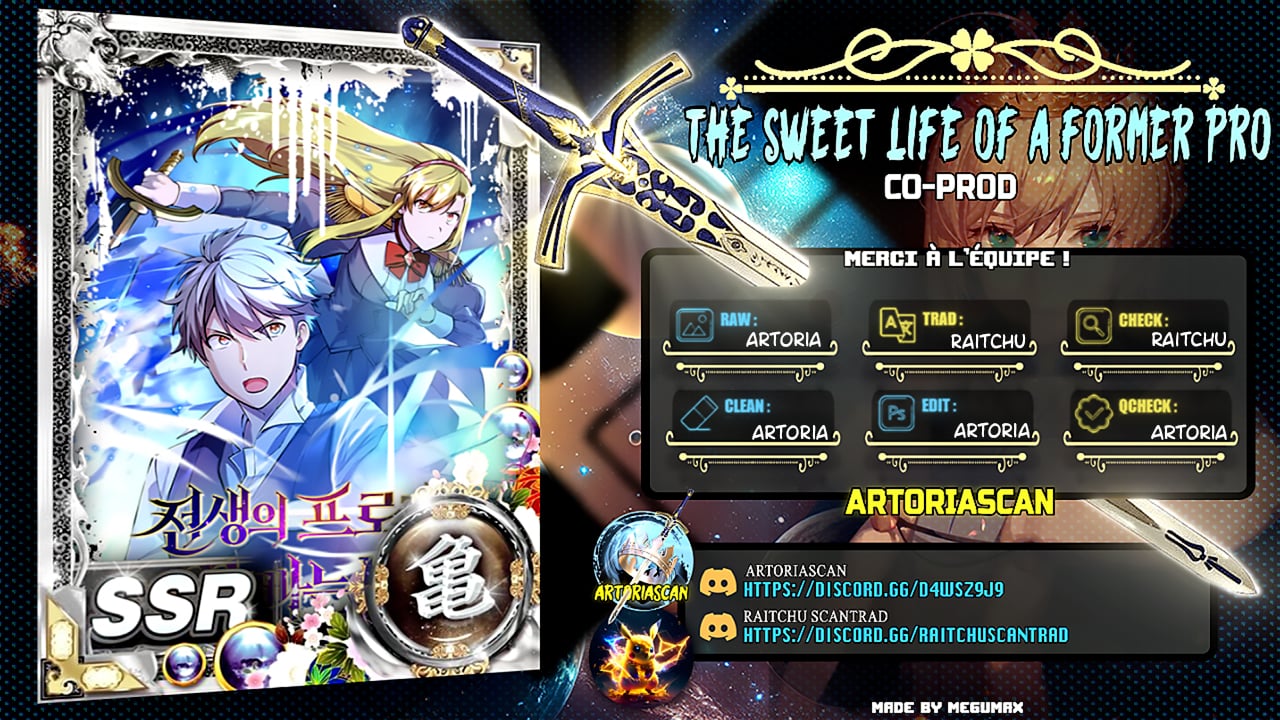 THE SWEET LIFE OF A FORMER PRO
CO-PROD
MERCI À L'ÉQUIPE !
RAW:
ARTORIA
TRAD:
RAITCHU
CHECK:
RAITCHU
CLEAN:
ARTORIA
Ps
EDIT:
ARTORIA
QCHECK:
ARTORIA
ARTORIASCAN
ARTORIASCAN
ARTORIASCAN
HTTPS://DISCORD.GG/D4WSZ9J9
RAITCHU SCANTRAD
HTTPS://DISCORD.GG/RAITCHUSCANTRAD
MADE BY MEGUMAX
전생의 프로
SSR
亀